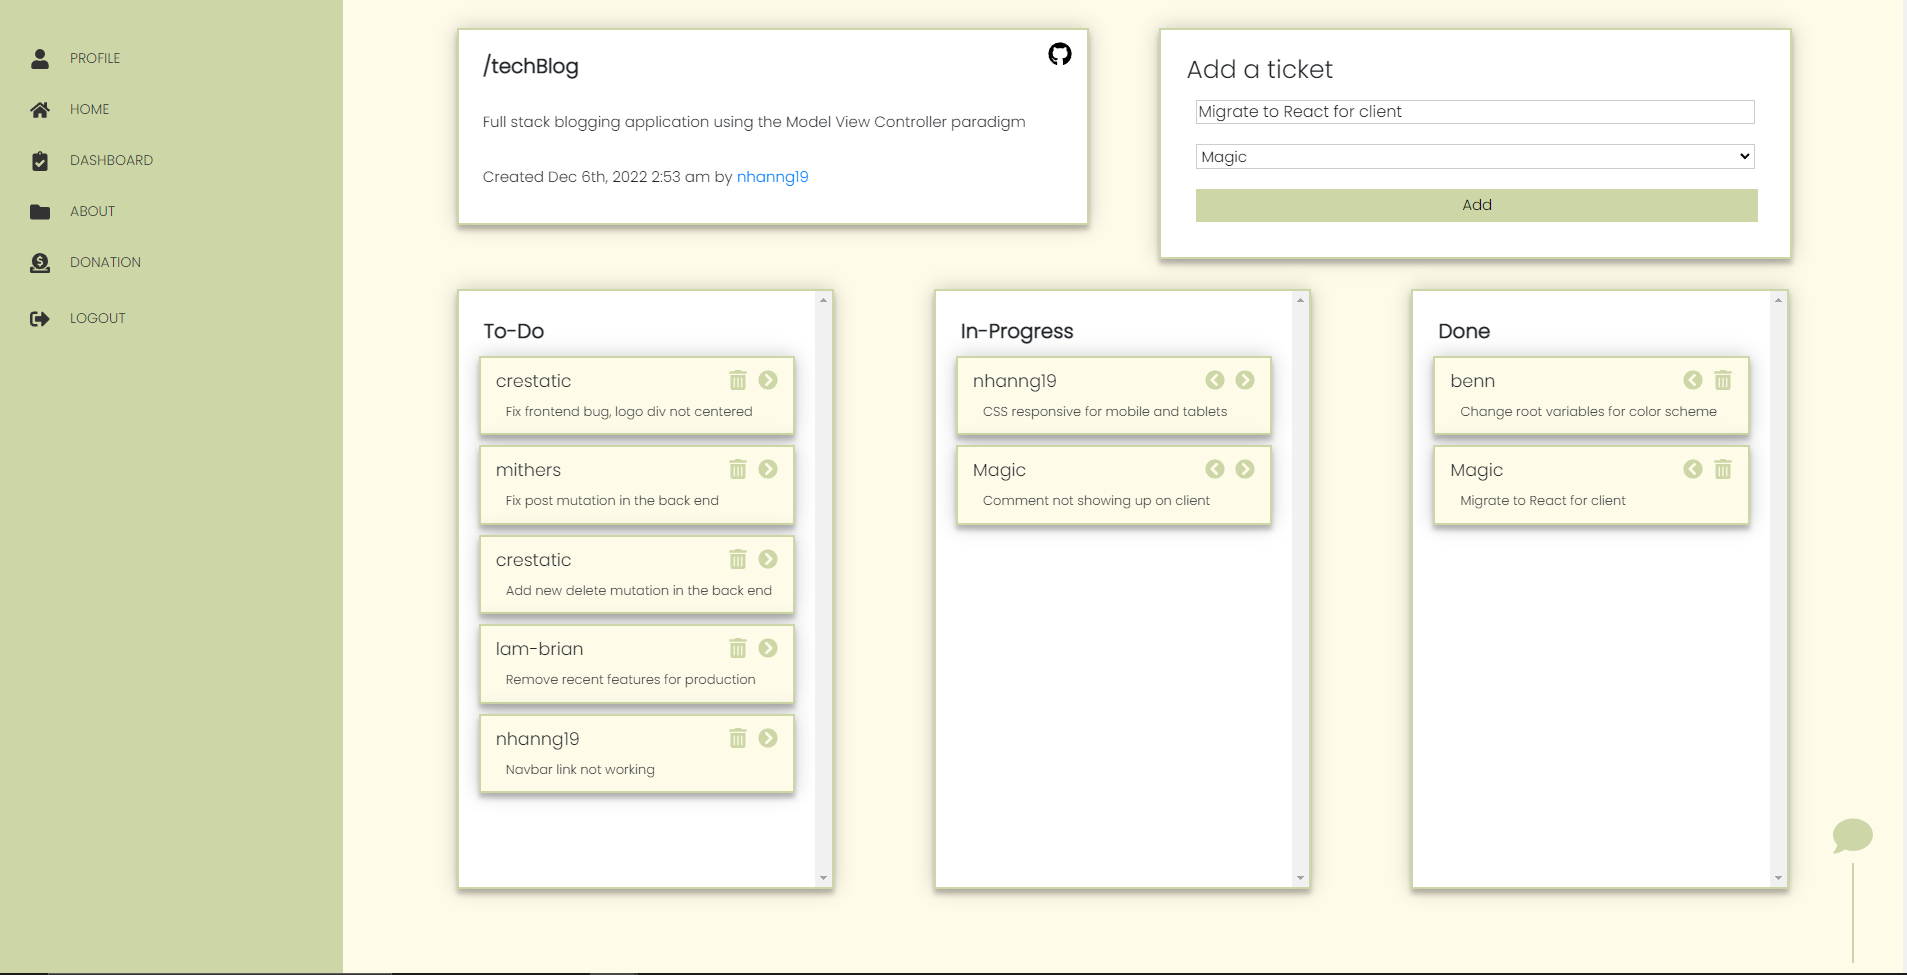 PROFILE
HOME
DASHBOARD
ABOUT
DONATION
LOGOUT
/techBlog
Full stack blogging application using the Model View Controller paradigm
Created Dec 6th, 2022 2:53 am by nhanng19
Add a ticket
Migrate to React for client
Magic
Add
To-Do
crestatic
Fix frontend bug, logo div not centered
mithers
Fix post mutation in the back end
crestatic
Add new delete mutation in the back end
lam-brian
Remove recent features for production
nhanng19
Navbar link not working
In-Progress
nhanng19
CSS responsive for mobile and tablets
Magic
Comment not showing up on client
Done
benn
Change root variables for color scheme
Magic
Migrate to React for client